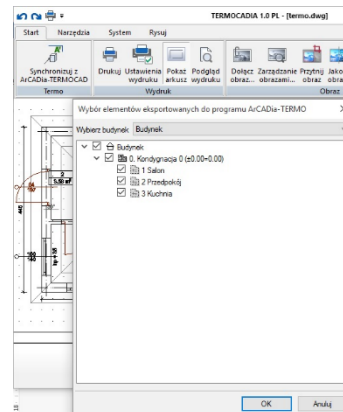 TERMOCADIA 1.0 PL - [termo.dwg]
Start Narzędzia System Rysuj
Synchronizuj z ArCADia-TERMOCAD
Drukuj
Ustawienia wydruku
Pokaż arkusz
Podgląd wydruku
Dołącz obraz...
Zarządzanie obrazami...
Przytnij obraz
Jako obra
Termo Wydruk Obraz
Wybór elementów eksportowanych do programu ArCADia-TERMO X
Wybierz budynek Budynek
Budynek
0. Kondygnacja 0 (±0.00=0.00)
1 Salon
2 Przedpokój
3 Kuchnia
OK Anuluj